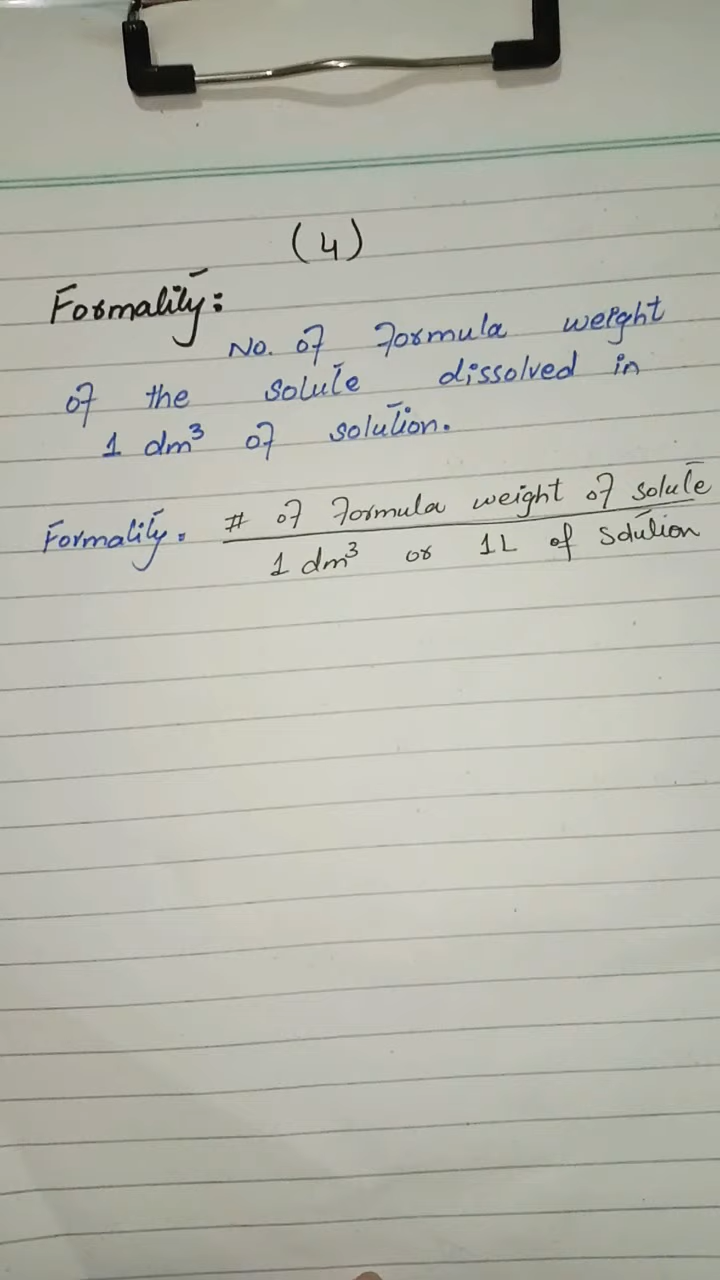 (4)
Formality:
No. of Formula weight
of the solute dissolved in
1 dm³ of solution.
Formality = # of Formula weight of solute
1 dm³ or 1L of solution